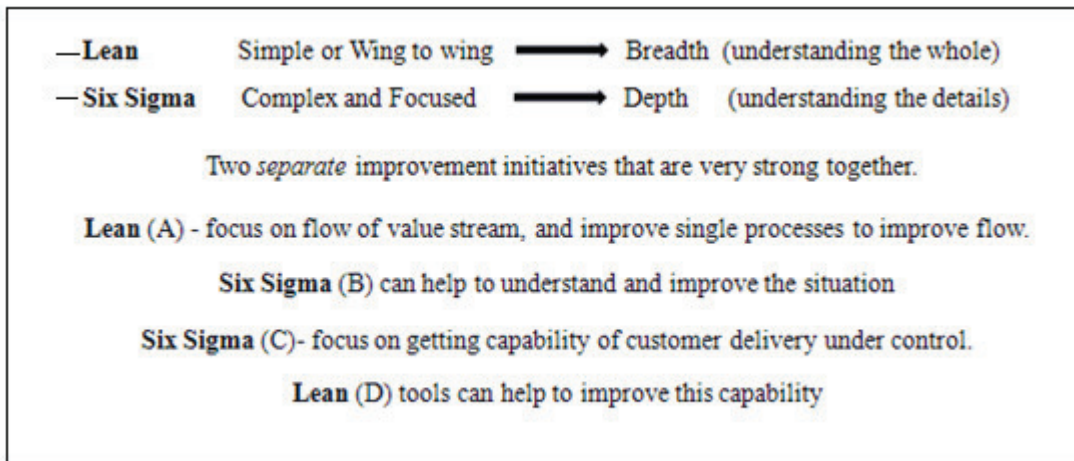 —Lean Simple or Wing to wing Breadth (understanding the whole)
—Six Sigma Complex and Focused Depth (understanding the details)
Two separate improvement initiatives that are very strong together.
Lean (A) - focus on flow of value stream, and improve single processes to improve flow.
Six Sigma (B) can help to understand and improve the situation
Six Sigma (C)- focus on getting capability of customer delivery under control.
Lean (D) tools can help to improve this capability